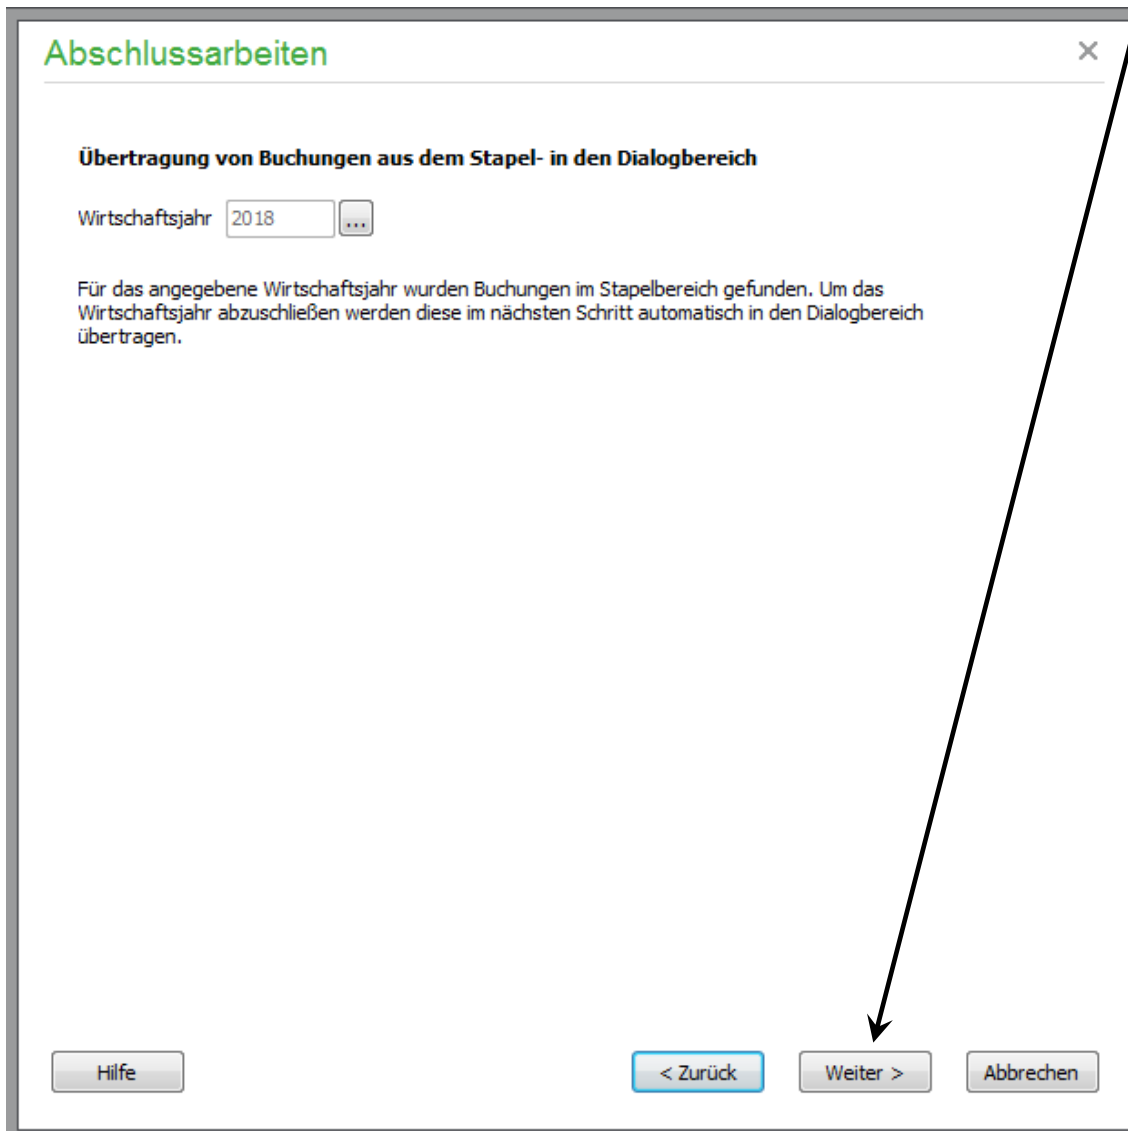 Abschlussarbeiten
Übertragung von Buchungen aus dem Stapel- in den Dialogbereich
Wirtschaftsjahr 2018 ...
Für das angegebene Wirtschaftsjahr wurden Buchungen im Stapelbereich gefunden. Um das
Wirtschaftsjahr abzuschließen werden diese im nächsten Schritt automatisch in den Dialogbereich
übertragen.
Hilfe < Zurück Weiter > Abbrechen